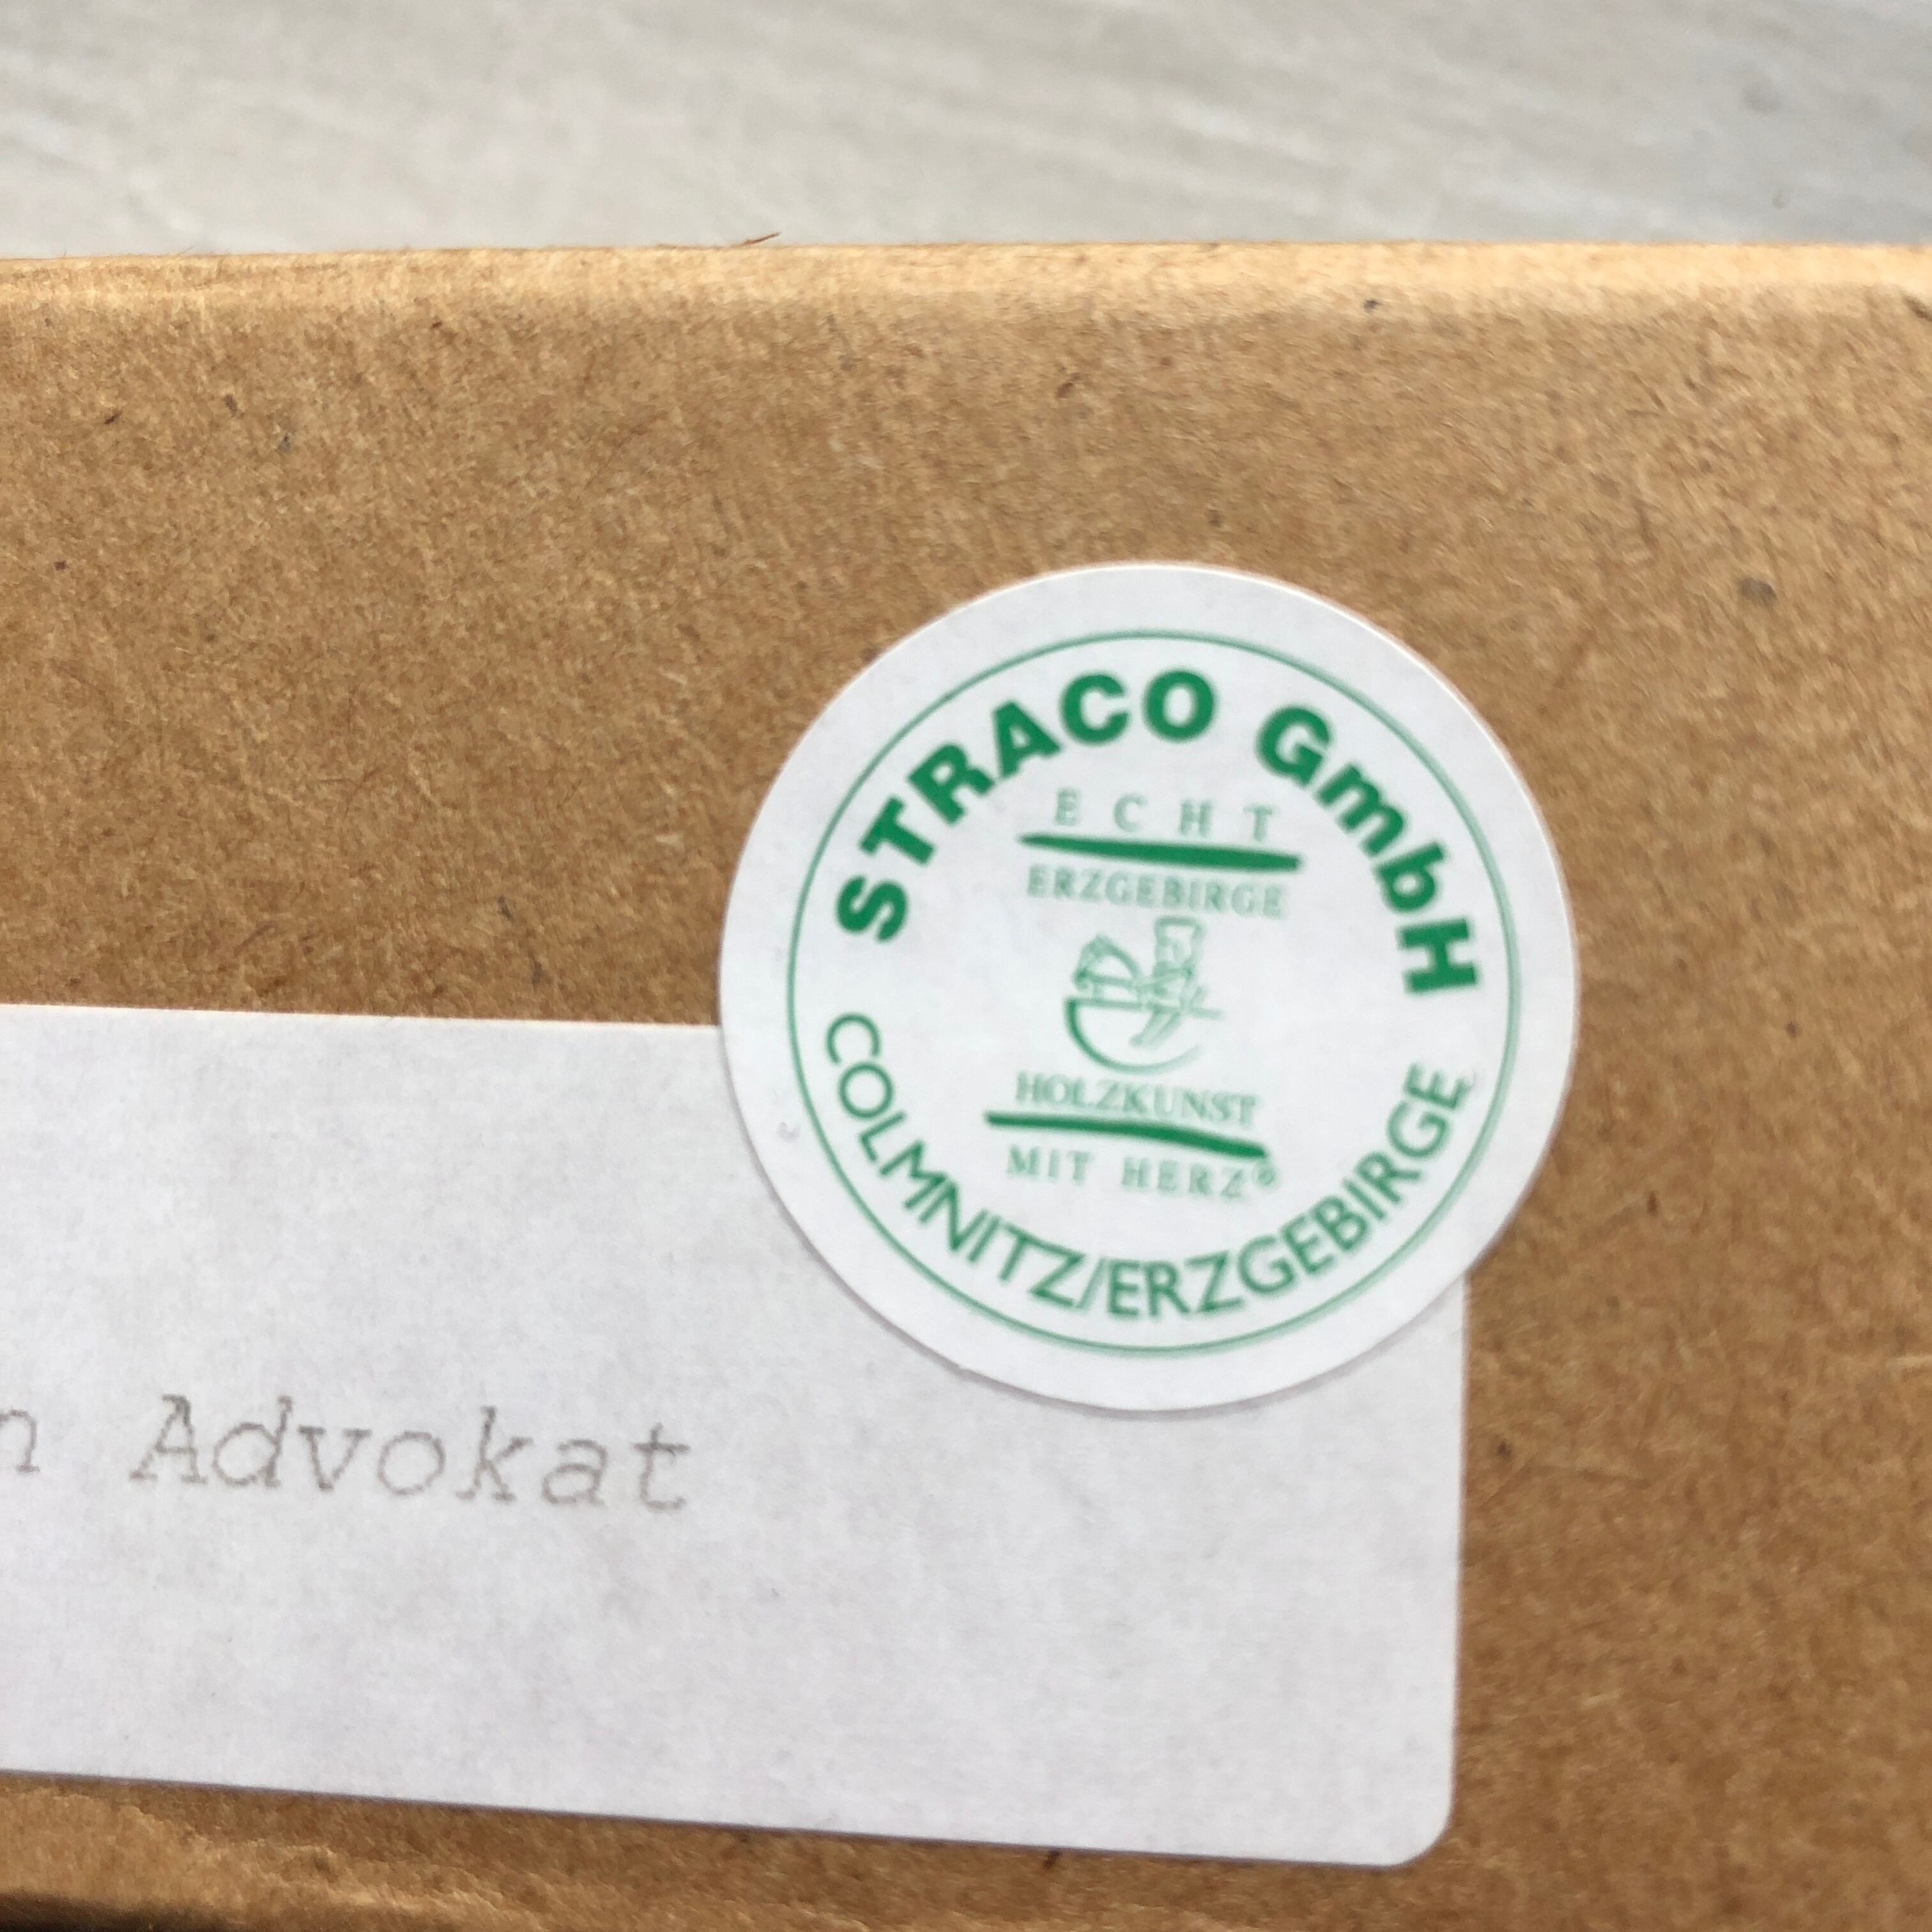 STRACO GmbH
ECHT
ERZGEBIRGE
HOLZKUNST
MIT HERZ®
COLMNITZ/ERZGEBIRGE
n Advokat